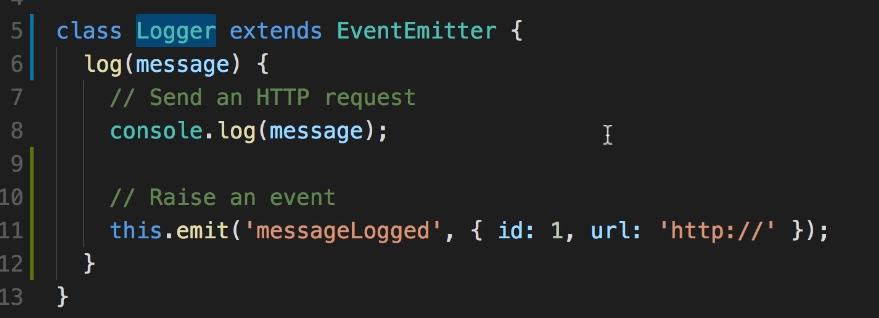 5 class Logger extends EventEmitter {
6 log(message) {
7 // Send an HTTP request
8 console.log(message);
9
10 // Raise an event
11 this.emit('messageLogged', { id: 1, url: 'http://' });
12 }
13 }